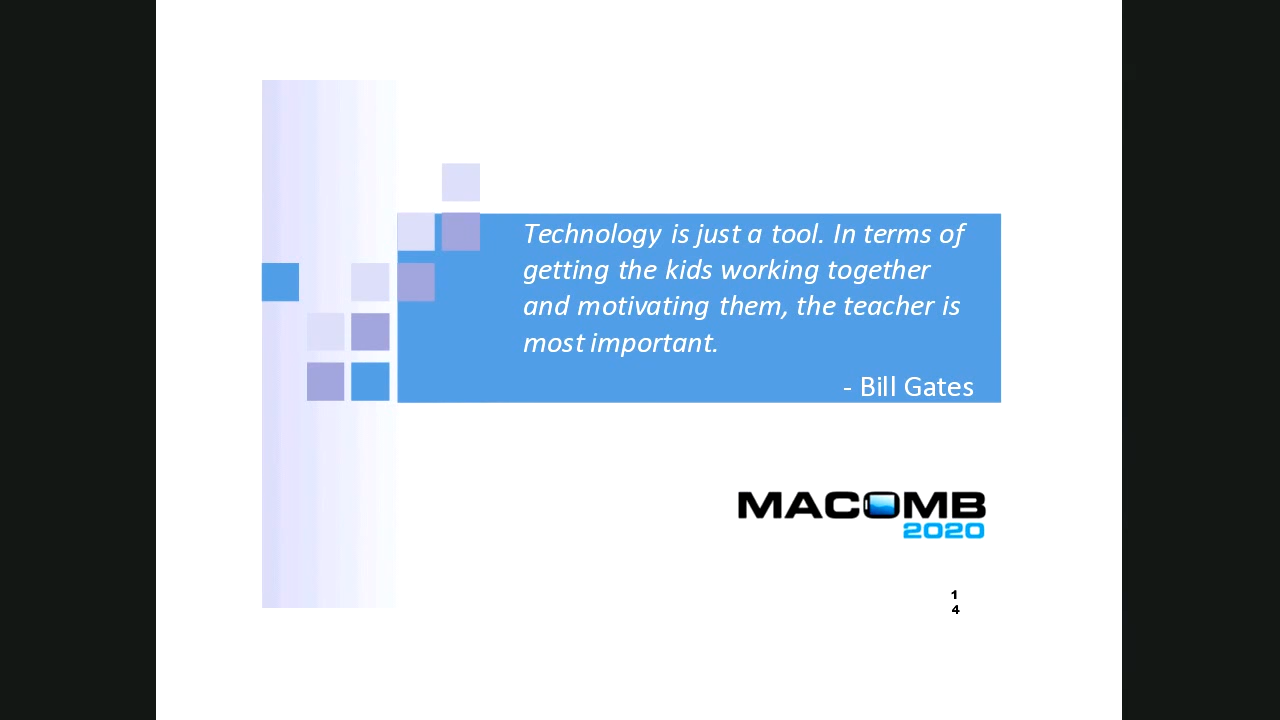 Technology is just a tool. In terms of
getting the kids working together
and motivating them, the teacher is
most important.
- Bill Gates
MACOMB
2020
1
4